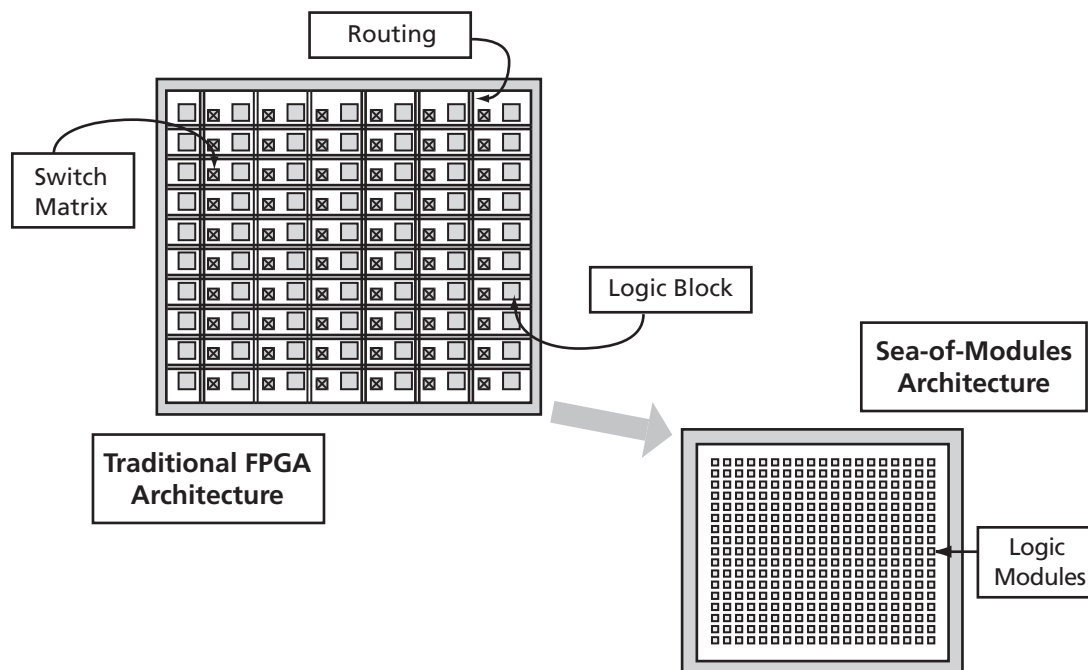 Routing
Switch
Matrix
Logic Block
Sea-of-Modules
Architecture
Traditional FPGA
Architecture
Logic
Modules